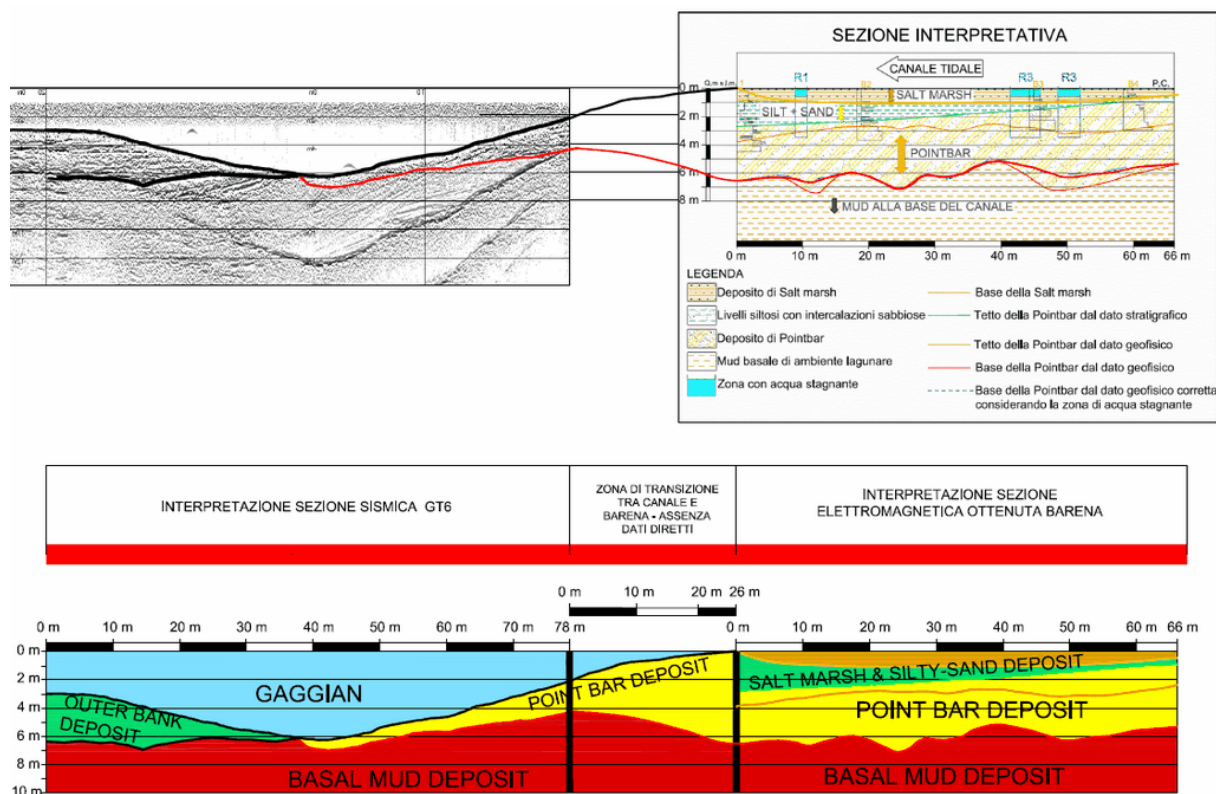 SEZIONE INTERPRETATIVA
CANALE TIDALE
R1
R3
R3
B2
B3
B4
P.C.
0 m s.l.m.
0 m
2 m
4 m
6 m
8 m
SALT MARSH
SILT + SAND
POINTBAR
MUD ALLA BASE DEL CANALE
0 m 10 m 20 m 30 m 40 m 50 m 60 m 66 m
LEGENDA
Deposito di Salt marsh
Livelli siltosi con intercalazioni sabbiose
Deposito di Pointbar
Mud basale di ambiente lagunare
Zona con acqua stagnante
Base della Salt marsh
Tetto della Pointbar dal dato stratigrafico
Tetto della Pointbar dal dato geofisico
Base della Pointbar dal dato geofisico
Base della Pointbar dal dato geofisico corretta
considerando la zona di acqua stagnante
INTERPRETAZIONE SEZIONE SISMICA GT6
ZONA DI TRANSIZIONE
TRA CANALE E
BARENA - ASSENZA
DATI DIRETTI
INTERPRETAZIONE SEZIONE
ELETTROMAGNETICA OTTENUTA BARENA
0 m 10 m 20 m 26 m
0 m 10 m 20 m 30 m 40 m 50 m 60 m 70 m 78 m
0 m 10 m 20 m 30 m 40 m 50 m 60 m 66 m
0 m
2 m
4 m
6 m
8 m
10 m
GAGGIAN
OUTER BANK
DEPOSIT
POINT BAR DEPOSIT
SALT MARSH & SILTY-SAND DEPOSIT
POINT BAR DEPOSIT
BASAL MUD DEPOSIT
BASAL MUD DEPOSIT